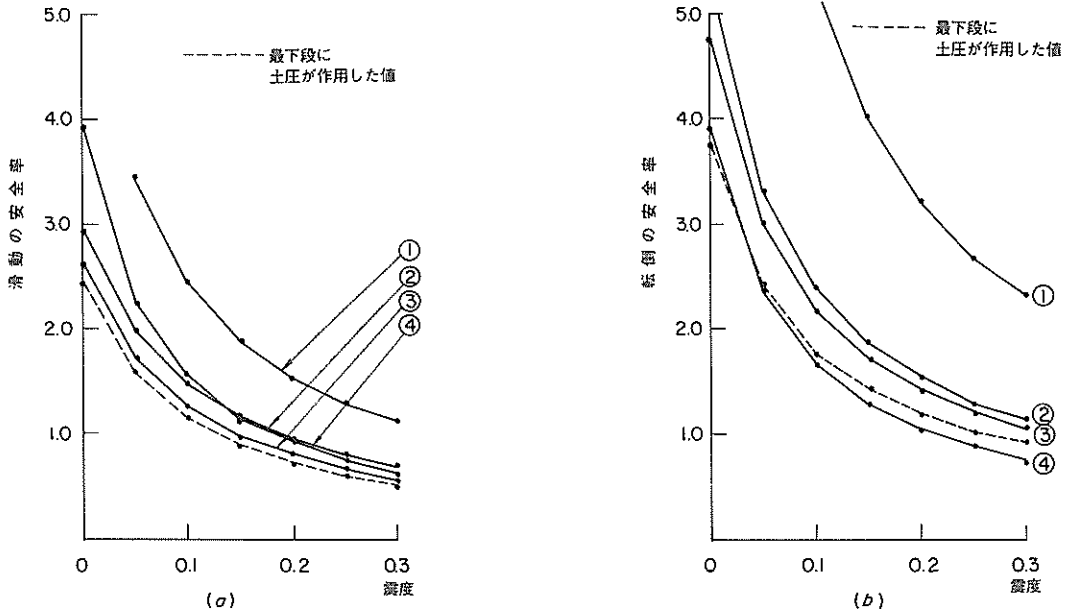 5.0
4.0
3.0
2.0
1.0
滑動の安全率
最下段に
土圧が作用した値
①
②
③
④
0
0.1
0.2
0.3
震度
(a)
5.0
4.0
3.0
2.0
1.0
転倒の安全率
最下段に
土圧が作用した値
①
②
③
④
0
0.1
0.2
0.3
震度
(b)